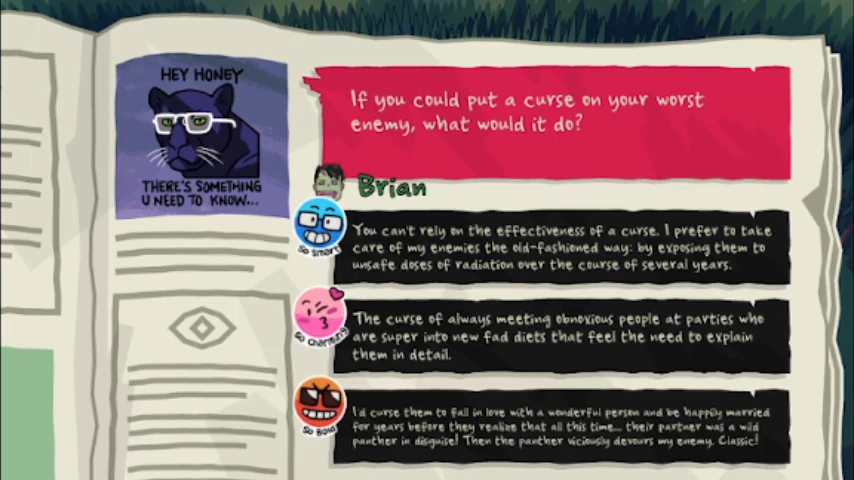 HEY HONEY
THERE'S SOMETHING
U NEED TO KNOW...
If you could put a curse on your worst
enemy, what would it do?
Brian
You can't rely on the effectiveness of a curse. I prefer to take
care of my enemies the old-fashioned way: by exposing them to
unsafe doses of radiation over the course of several years.
So smart
The curse of always meeting obnoxious people at parties who
are super into new fad diets that feel the need to explain
them in detail.
So charming
I'd curse them to fall in love with a wonderful person and be happily married
for years before they realize that all this time... their partner was a wild
panther in disguise! Then the panther viciously devours my enemy. Classic!
So Bold